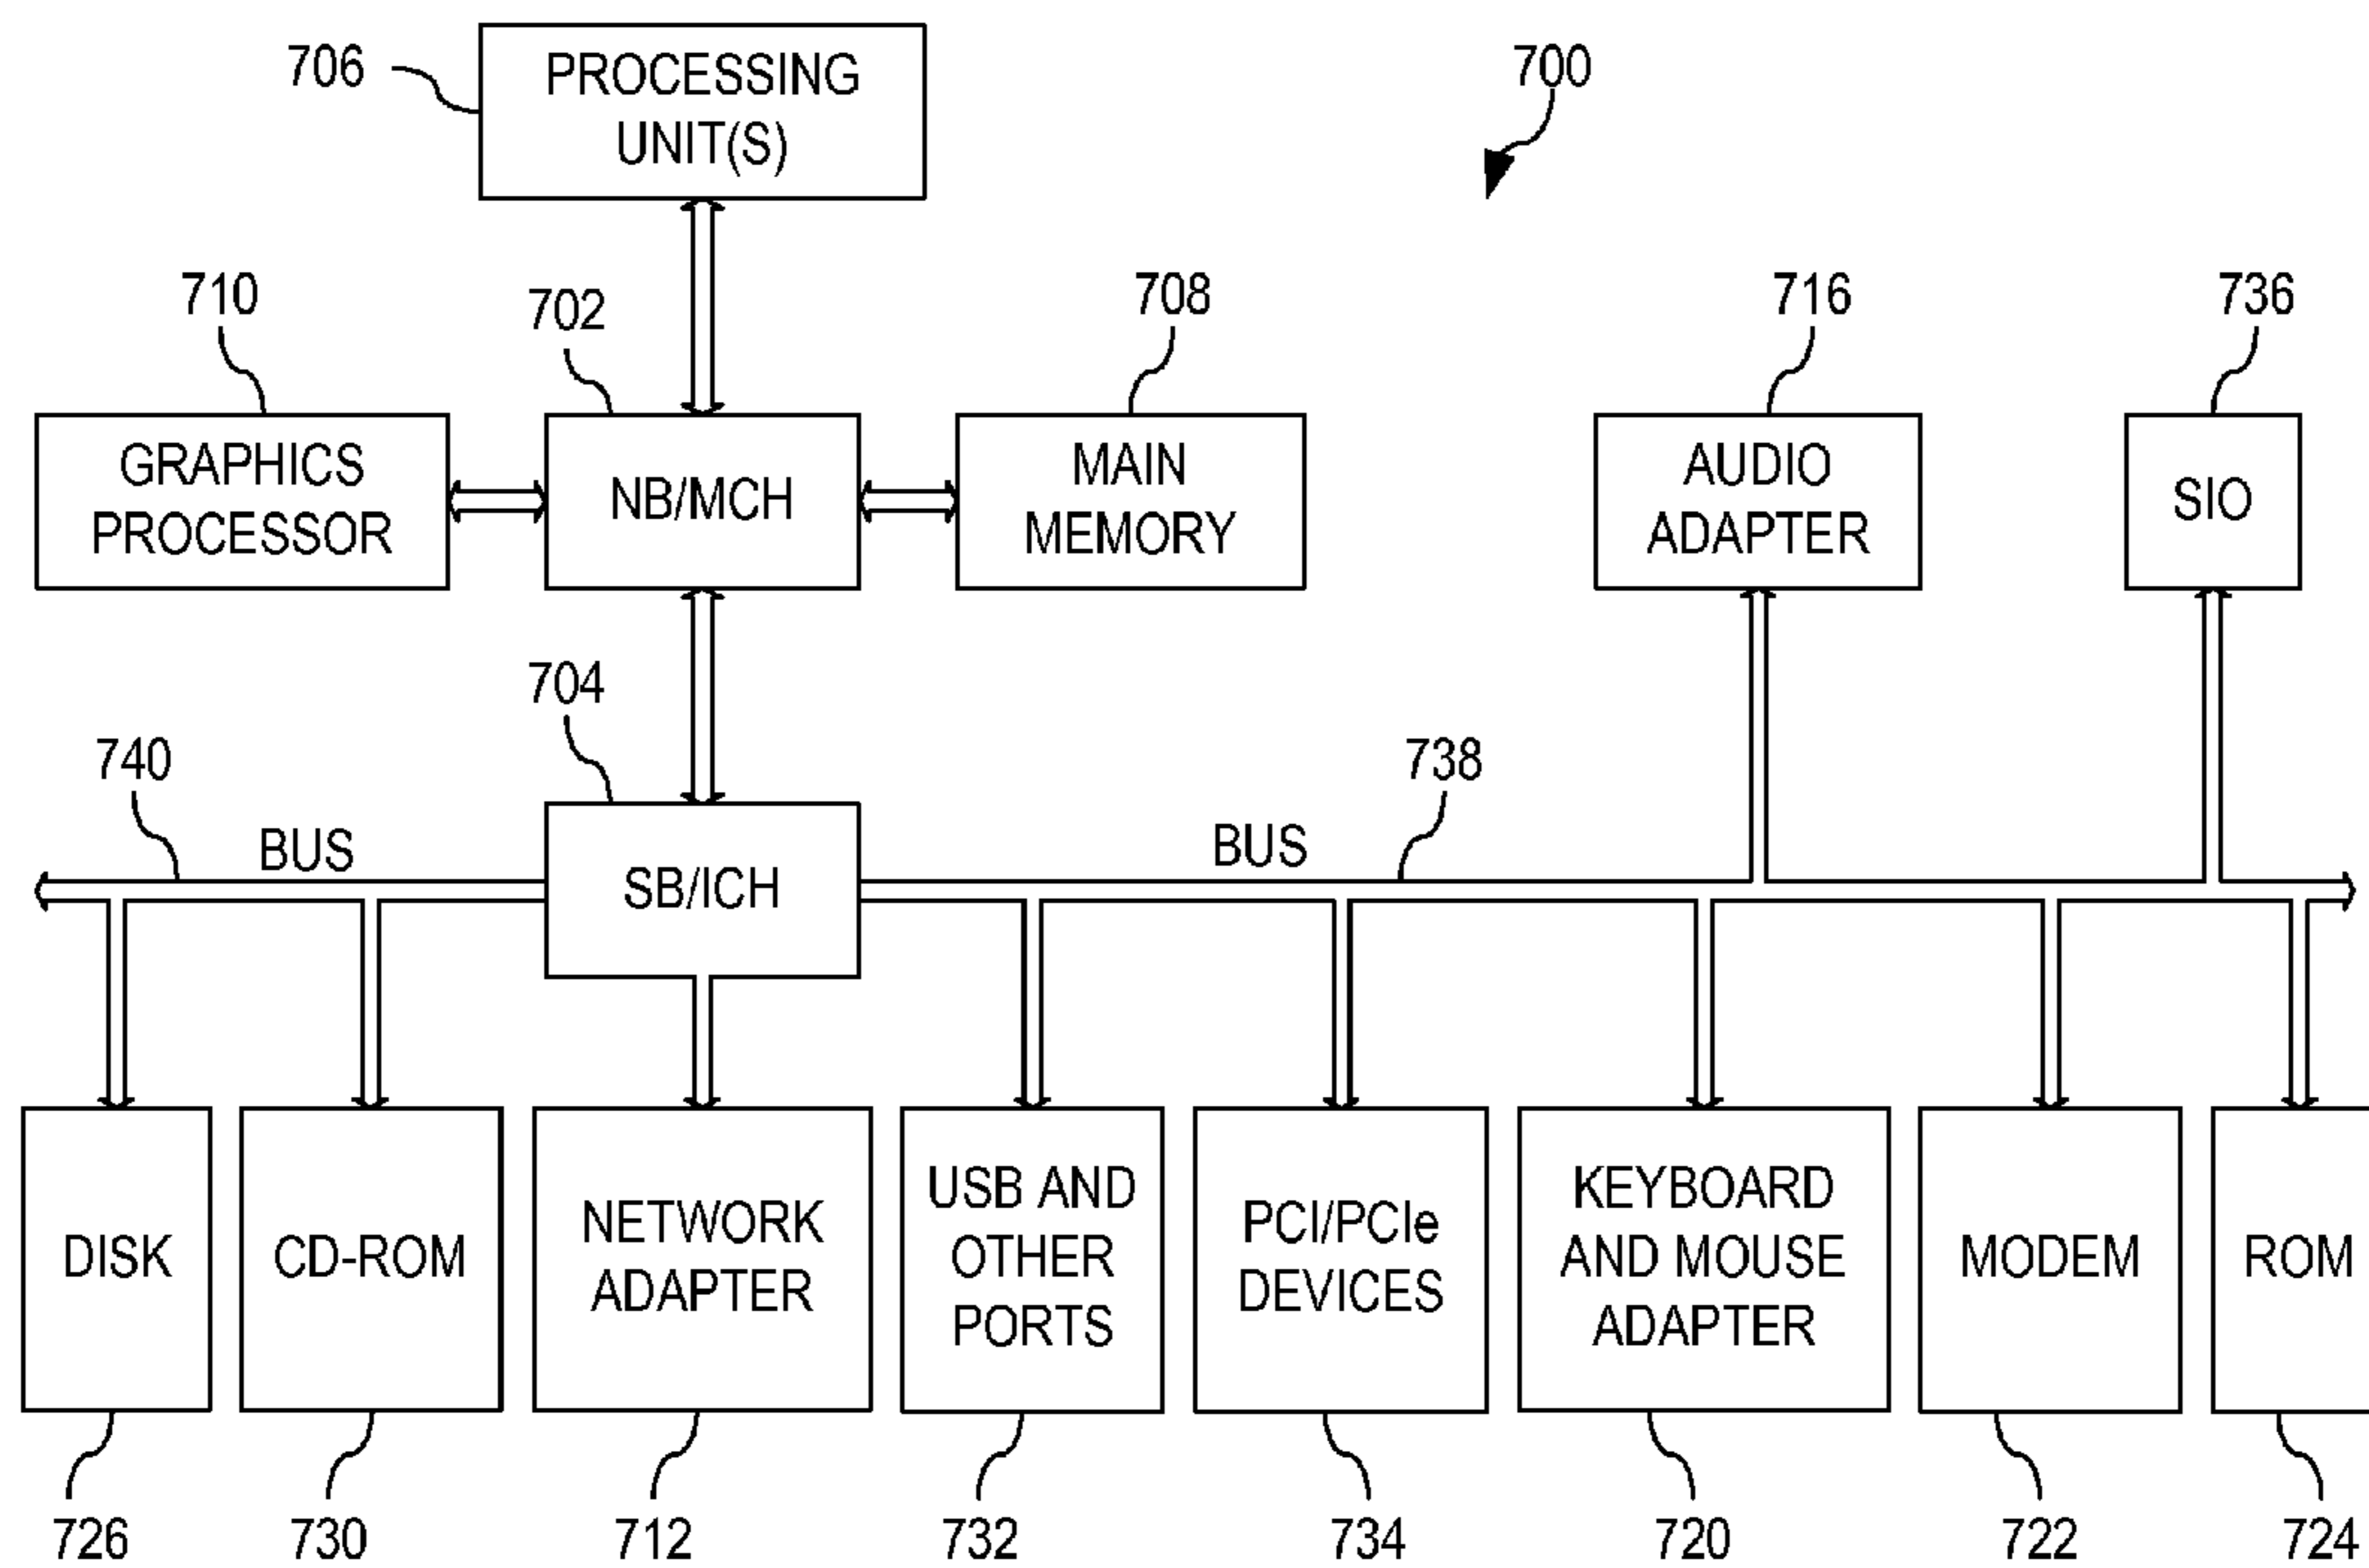 706
PROCESSING
UNIT(S)
700
710
702
708
716
736
GRAPHICS
PROCESSOR
NB/MCH
MAIN
MEMORY
AUDIO
ADAPTER
SIO
704
740
738
BUS
BUS
SB/ICH
DISK
CD-ROM
NETWORK
ADAPTER
USB AND
OTHER
PORTS
PCI/PCIe
DEVICES
KEYBOARD
AND MOUSE
ADAPTER
MODEM
ROM
726
730
712
732
734
720
722
724